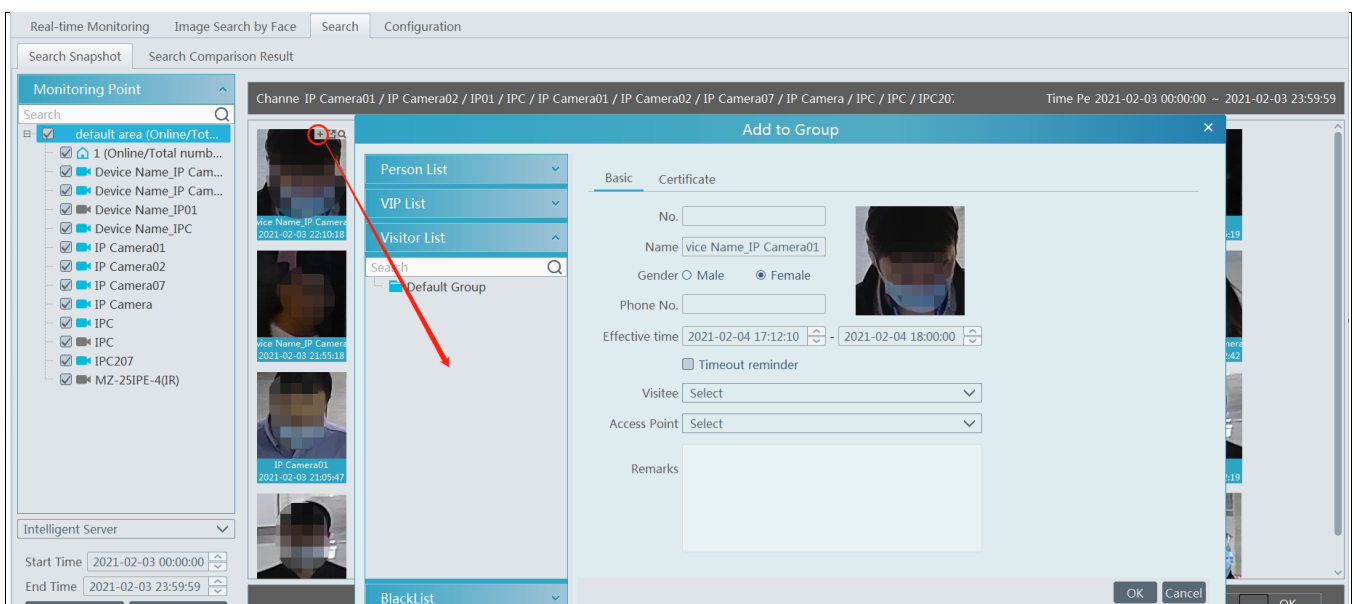 Real-time Monitoring Image Search by Face Search Configuration
Search Snapshot Search Comparison Result
Monitoring Point
Search
default area (Online/Tot...
1 (Online/Total numb...
Device Name_IP Cam...
Device Name_IP Cam...
Device Name_IP01
Device Name_IPC
IP Camera01
IP Camera02
IP Camera07
IP Camera
IPC
IPC
IPC207
MZ-25IPE-4(IR)
Intelligent Server
Start Time 2021-02-03 00:00:00
End Time 2021-02-03 23:59:59
Channe IP Camera01 / IP Camera02 / IP01 / IPC / IP Camera01 / IP Camera02 / IP Camera07 / IP Camera / IPC / IPC / IPC207 Time Pe 2021-02-03 00:00:00 ~ 2021-02-03 23:59:59
vice Name_IP Camera
2021-02-03 22:10:18
vice Name_IP Camera
2021-02-03 21:55:18
IP Camera01
2021-02-03 21:05:47
Add to Group
Person List
VIP List
Visitor List
Search
Default Group
BlackList
Basic Certificate
No.
Name vice Name_IP Camera01
Gender Male Female
Phone No.
Effective time 2021-02-04 17:12:10 - 2021-02-04 18:00:00
Timeout reminder
Visitee Select
Access Point Select
Remarks
OK Cancel
:19
mera
:42
:19
OK